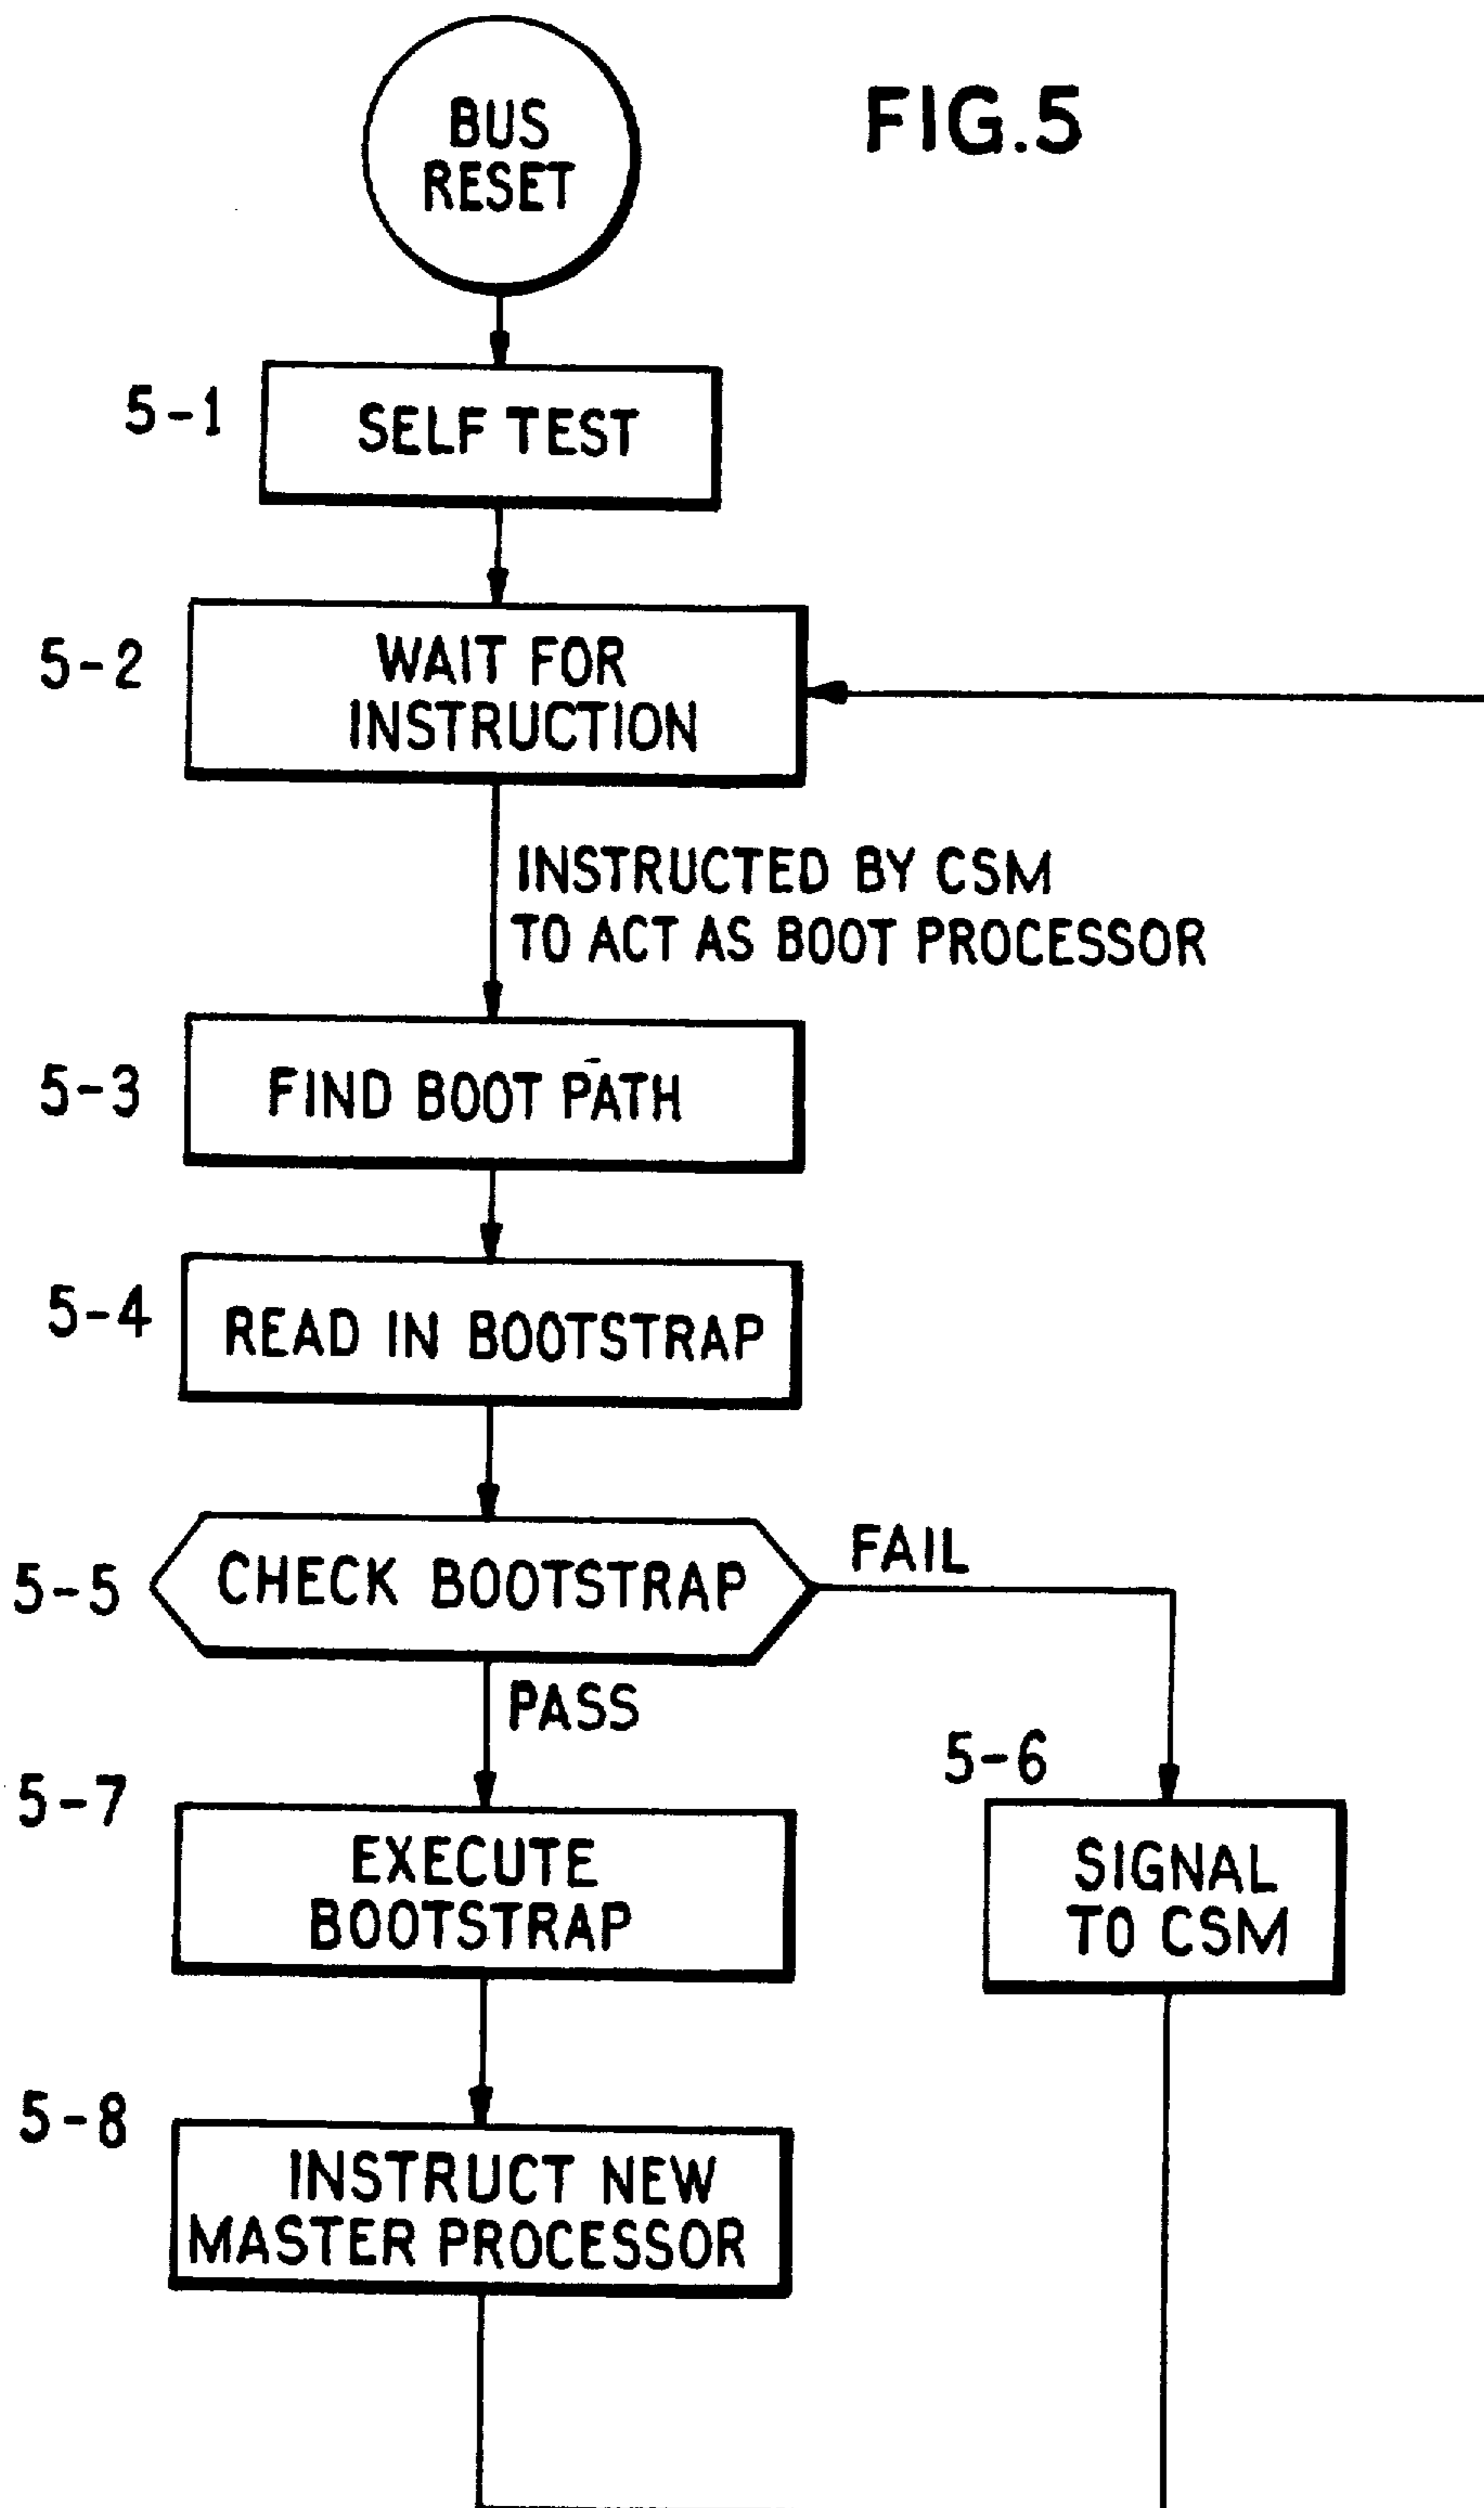 BUS
RESET
FIG.5
5-1
SELF TEST
5-2
WAIT FOR
INSTRUCTION
INSTRUCTED BY CSM
TO ACT AS BOOT PROCESSOR
5-3
FIND BOOT PATH
5-4
READ IN BOOTSTRAP
5-5
CHECK BOOTSTRAP
FAIL
PASS
5-6
5-7
EXECUTE
BOOTSTRAP
SIGNAL
TO CSM
5-8
INSTRUCT NEW
MASTER PROCESSOR